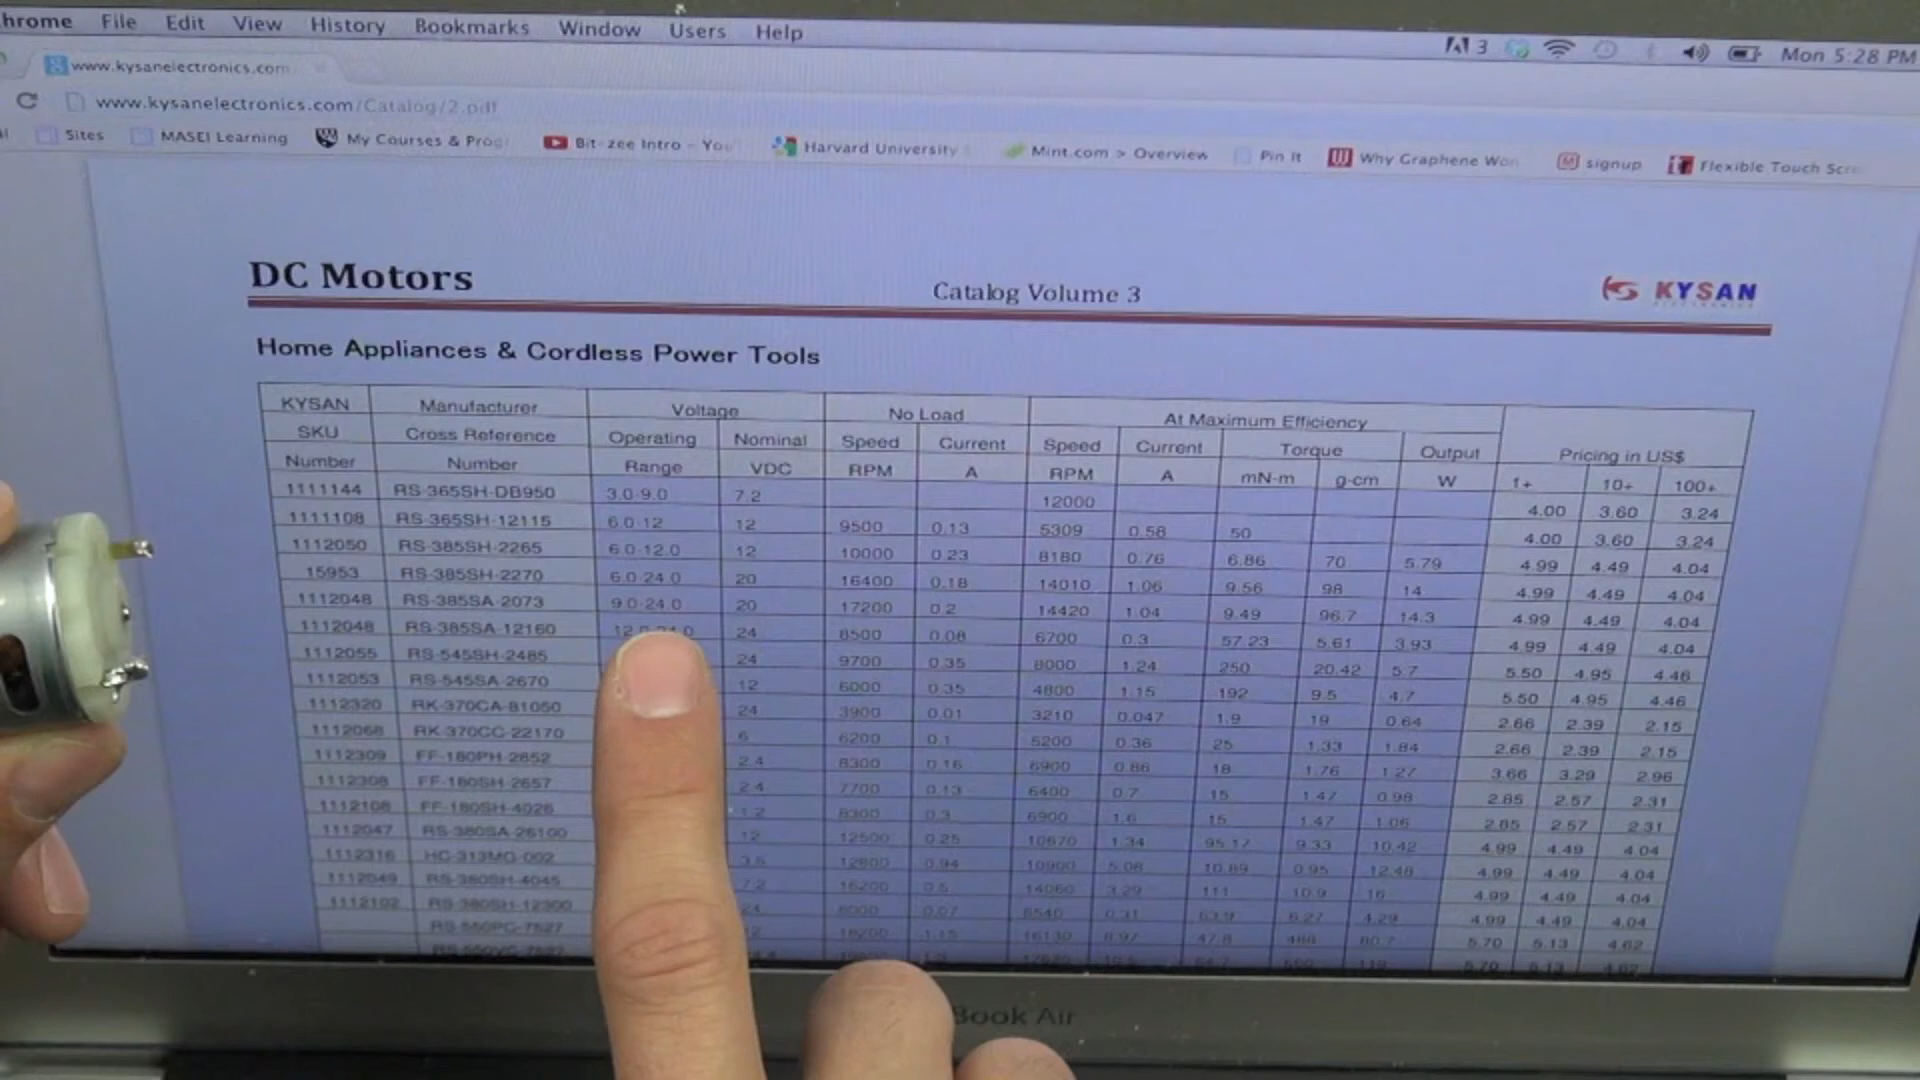 hrome File Edit View History Bookmarks Window Users Help 3 Mon 5:28 PM
www.kysanelectronics.com
www.kysanelectronics.com/Catalog/2.pdf
Sites MASEI Learning My Courses & Prog Bit-zee Intro - You Harvard University Mint.com > Overview Pin It Why Graphene Won signup Flexible Touch Scre
DC Motors Catalog Volume 3 KYSAN
Home Appliances & Cordless Power Tools
KYSAN Manufacturer Voltage No Load At Maximum Efficiency
SKU Cross Reference Operating Nominal Speed Current Speed Current Torque Output Pricing in US$
Number Number Range VDC RPM A RPM A mN-m g-cm W 1+ 10+ 100+
1111144 RS-365SH-DB950 3.0-9.0 7.2 12000 4.00 3.60 3.24
1111108 RS-365SH-12115 6.0-12 12 9500 0.13 5309 0.58 50 4.00 3.60 3.24
1112050 RS-385SH-2265 6.0-12.0 12 10000 0.23 8180 0.76 6.86 70 5.79 4.99 4.49 4.04
15953 RS-385SH-2270 6.0-24.0 20 16400 0.18 14010 1.06 9.56 98 14 4.99 4.49 4.04
1112048 RS-385SA-2073 9.0-24.0 20 17200 0.2 14420 1.04 9.49 96.7 14.3 4.99 4.49 4.04
1112048 RS-385SA-12160 24 8500 0.08 6700 0.3 57.23 5.61 3.93 4.99 4.49 4.04
1112055 RS-545SH-2485 24 9700 0.35 8000 1.24 250 20.42 5.7 5.50 4.95 4.46
1112053 RS-545SA-2670 12 6000 0.35 4800 1.15 192 9.5 4.7 5.50 4.95 4.46
1112320 RK-370CA-81050 24 3900 0.01 3210 0.047 1.9 19 0.64 2.66 2.39 2.15
1112068 RK-370CC-22170 6 6200 0.1 5200 0.36 25 1.33 1.84 2.66 2.39 2.15
1112309 FF-180PH-2852 2.4 8300 0.16 6900 0.86 18 1.76 1.27 3.66 3.29 2.96
1112308 FF-180SH-2657 2.4 7700 0.13 6400 0.7 15 1.47 0.98 2.85 2.57 2.31
1112108 FF-180SH-4026 1.2 8300 0.3 6900 1.6 15 1.47 1.06 2.85 2.57 2.31
1112047 RS-380SA-26100 12 12500 0.25 10670 1.34 95.17 9.33 10.42 4.99 4.49 4.04
1112316 HC-313MG-002 3.6 12800 0.94 10900 5.08 10.89 0.95 12.48 4.99 4.49 4.04
1112049 RS-380SH-4045 7.2 16200 0.5 14060 3.29 111 10.9 16 4.99 4.49 4.04
1112102 RS-380SH-12300 24 8000 0.07 6540 0.31 63.9 6.27 4.29 4.99 4.49 4.04
RS-550PC-7527 12 1.15 16130 8.97 47.8 488 80.7 5.70 5.13 4.62
5.70 5.13 4.62
Book Air